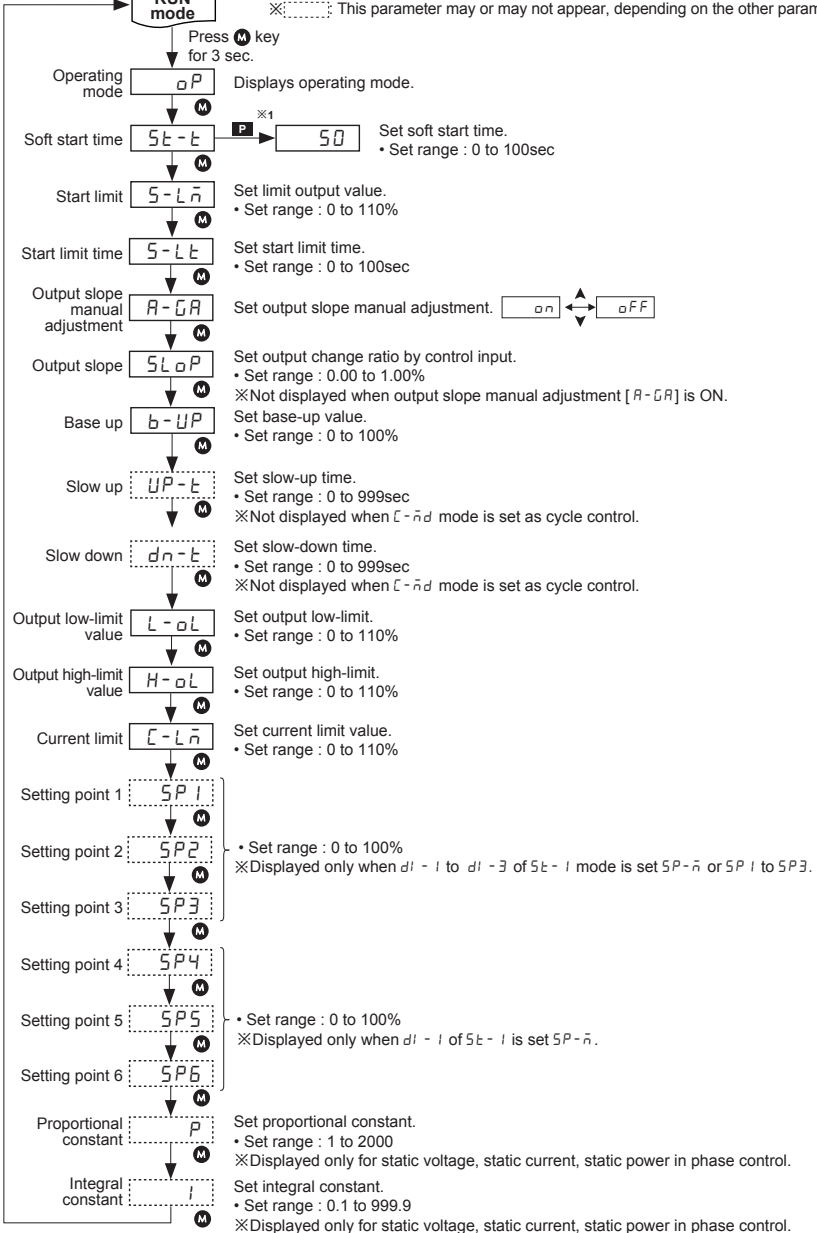 RUN
mode
※ : This parameter may or may not appear, depending on the other param
Press M key
for 3 sec.
Operating
mode
oP
Displays operating mode.
M
Soft start time
St-t
P
※1
50
Set soft start time.
• Set range : 0 to 100sec
M
Start limit
S-Lm
Set limit output value.
• Set range : 0 to 110%
M
Start limit time
S-Lt
Set start limit time.
• Set range : 0 to 100sec
M
Output slope
manual
adjustment
A-GA
Set output slope manual adjustment.
on
oFF
M
Output slope
SLoP
Set output change ratio by control input.
• Set range : 0.00 to 1.00%
※Not displayed when output slope manual adjustment [A-GA] is ON.
M
Base up
b-UP
Set base-up value.
• Set range : 0 to 100%
M
Slow up
UP-t
Set slow-up time.
• Set range : 0 to 999sec
※Not displayed when C-md mode is set as cycle control.
M
Slow down
dn-t
Set slow-down time.
• Set range : 0 to 999sec
※Not displayed when C-md mode is set as cycle control.
M
Output low-limit
value
L-oL
Set output low-limit.
• Set range : 0 to 110%
M
Output high-limit
value
H-oL
Set output high-limit.
• Set range : 0 to 110%
M
Current limit
C-Lm
Set current limit value.
• Set range : 0 to 110%
M
Setting point 1
SP1
M
Setting point 2
SP2
• Set range : 0 to 100%
※Displayed only when dI-1 to dI-3 of St-1 mode is set SP-m or SP1 to SP3.
M
Setting point 3
SP3
M
Setting point 4
SP4
M
Setting point 5
SP5
• Set range : 0 to 100%
※Displayed only when dI-1 of St-1 is set SP-m.
M
Setting point 6
SP6
M
Proportional
constant
P
Set proportional constant.
• Set range : 1 to 2000
※Displayed only for static voltage, static current, static power in phase control.
M
Integral
constant
I
Set integral constant.
• Set range : 0.1 to 999.9
※Displayed only for static voltage, static current, static power in phase control.
M